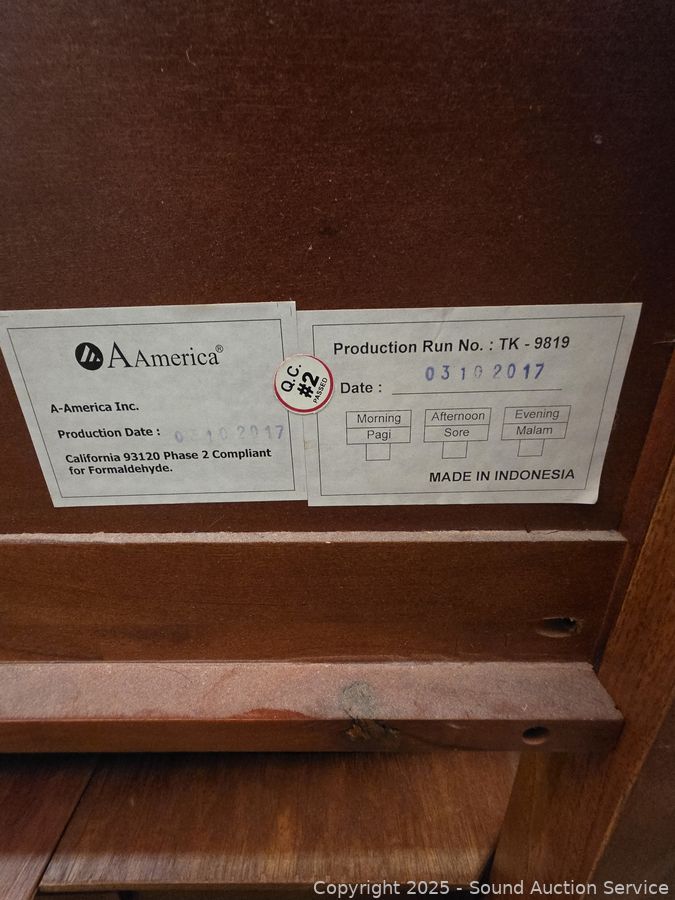 AAmerica®
A-America Inc.
Production Date : 03102017
California 93120 Phase 2 Compliant
for Formaldehyde.
Q.C.
#2
PASSED
Production Run No. : TK - 9819
Date : 03102017
Morning Afternoon Evening
Pagi Sore Malam
MADE IN INDONESIA
Copyright 2025 - Sound Auction Service